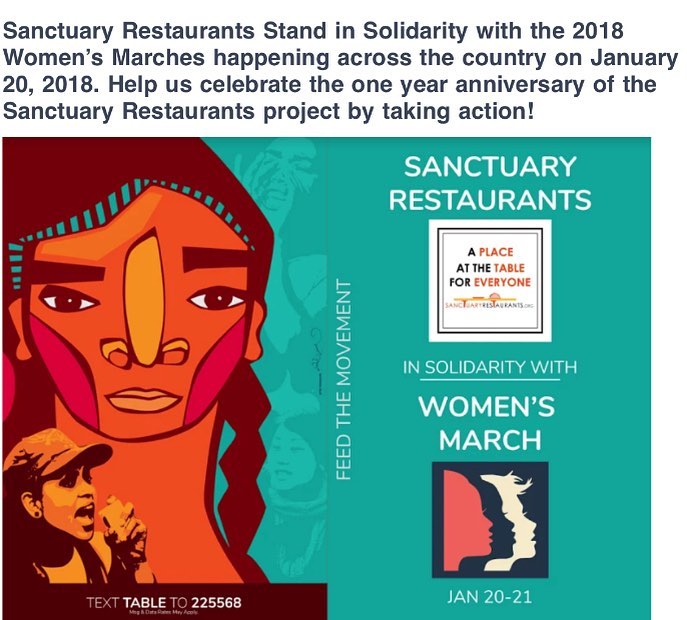 Sanctuary Restaurants Stand in Solidarity with the 2018
Women’s Marches happening across the country on January
20, 2018. Help us celebrate the one year anniversary of the
Sanctuary Restaurants project by taking action!
TEXT TABLE TO 225568
Msg & Data Rates May Apply
FEED THE MOVEMENT
SANCTUARY
RESTAURANTS
A PLACE
AT THE TABLE
FOR EVERYONE
SANCTUARYRESTAURANTS.ORG
IN SOLIDARITY WITH
WOMEN’S
MARCH
JAN 20-21